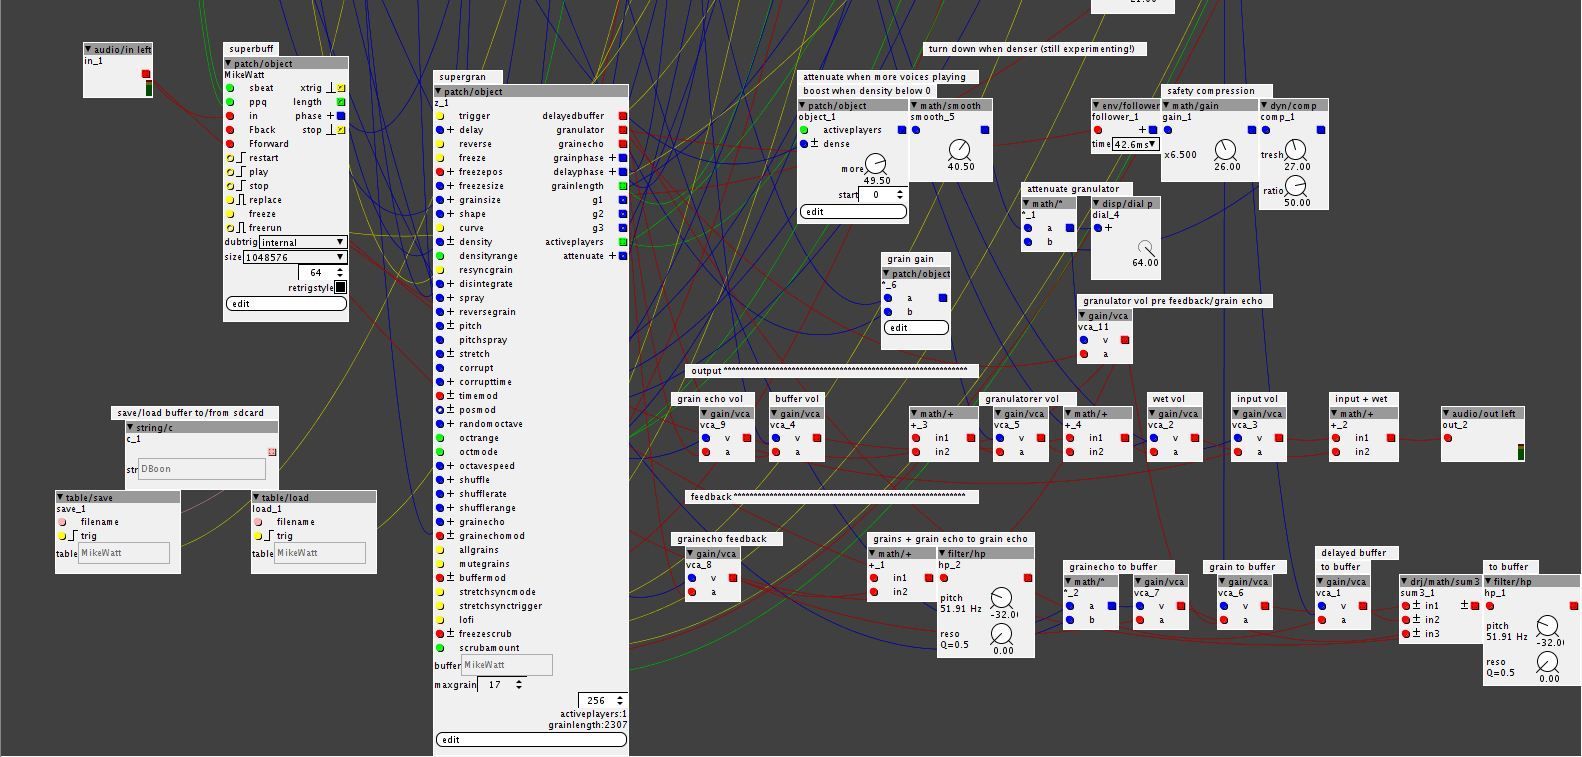 21.00
audio/in left
in_1
superbuff
patch/object
MikeWatt
sbeat xtrig
ppq length
in phase +
Fback stop
Fforward
restart
play
stop
replace
freeze
freerun
dubtrig internal
size 1048576
64
retrigstyle
edit
save/load buffer to/from sdcard
string/c
c_1
str DBoon
table/save
save_1
filename
trig
table MikeWatt
table/load
load_1
filename
trig
table MikeWatt
supergran
patch/object
z_1
trigger delayedbuffer
+ delay granulator
reverse grainecho
freeze grainphase +
+ freezepos delayphase +
+ freezesize grainlength
+ grainsize g1
+ shape g2
curve g3
± density activeplayers
densityrange attenuate +
resyncgrain
+ disintegrate
+ spray
+ reversegrain
± pitch
pitchspray
± stretch
corrupt
+ corrupttime
± timemod
± posmod
+ randomoctave
octrange
octmode
+ octavespeed
+ shuffle
+ shufflerate
+ shufflerange
+ grainecho
± grainechomod
allgrains
mutegrains
± buffermod
stretchsyncmode
stretchsynctrigger
lofi
± freezescrub
scrubamount
buffer MikeWatt
maxgrain 17
256
activeplayers:1
grainlength:2307
edit
turn down when denser (still experimenting!)
attenuate when more voices playing
boost when density below 0
patch/object
object_1
activeplayers
± dense
more
49.50
start 0
edit
math/smooth
smooth_5
40.50
safety compression
env/follower
follower_1
+
time 42.6ms
math/gain
gain_1
x6.500
26.00
dyn/comp
comp_1
tresh
27.00
ratio
50.00
attenuate granulator
math/*
*_1
a
b
disp/dial p
dial_4
+
64.00
grain gain
patch/object
*_6
a
b
edit
granulator vol pre feedback/grain echo
gain/vca
vca_11
v
a
grain echo vol
gain/vca
vca_9
v
a
buffer vol
gain/vca
vca_4
v
a
math/+
+_3
in1
in2
granulatorer vol
gain/vca
vca_5
v
a
math/+
+_4
in1
in2
wet vol
gain/vca
vca_2
v
a
input vol
gain/vca
vca_3
v
a
input + wet
math/+
+_2
in1
in2
audio/out left
out_2
grainecho feedback
gain/vca
vca_8
v
a
grains + grain echo to grain echo
math/+
+_1
in1
in2
filter/hp
hp_2
pitch
51.91 Hz
-32.0
reso
Q=0.5
0.00
grainecho to buffer
math/*
*_2
a
b
gain/vca
vca_7
v
a
grain to buffer
gain/vca
vca_6
v
a
delayed buffer
to buffer
gain/vca
vca_1
v
a
drj/math/sum3
sum3_1
± in1 ±
± in2
± in3
to buffer
filter/hp
hp_1
pitch
51.91 Hz
-32.0
reso
Q=0.5
0.00